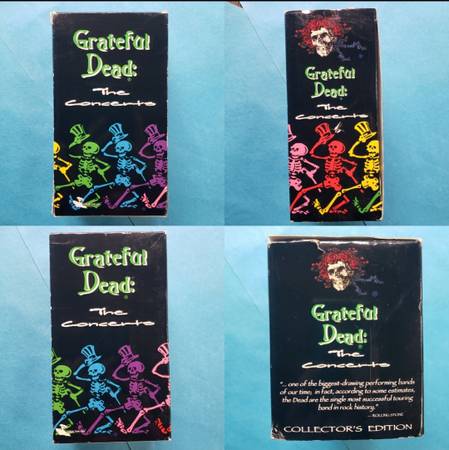 Grateful
Dead:
The
Concerts
Grateful
Dead:
The
Concerts
Grateful
Dead:
The
Concerts
Grateful
Dead:
The
Concerts
"... one of the biggest-drawing performing bands
of our time; in fact, according to some estimates,
the Dead are the single most successful touring
band in rock history."
—ROLLING STONE
COLLECTOR'S EDITION